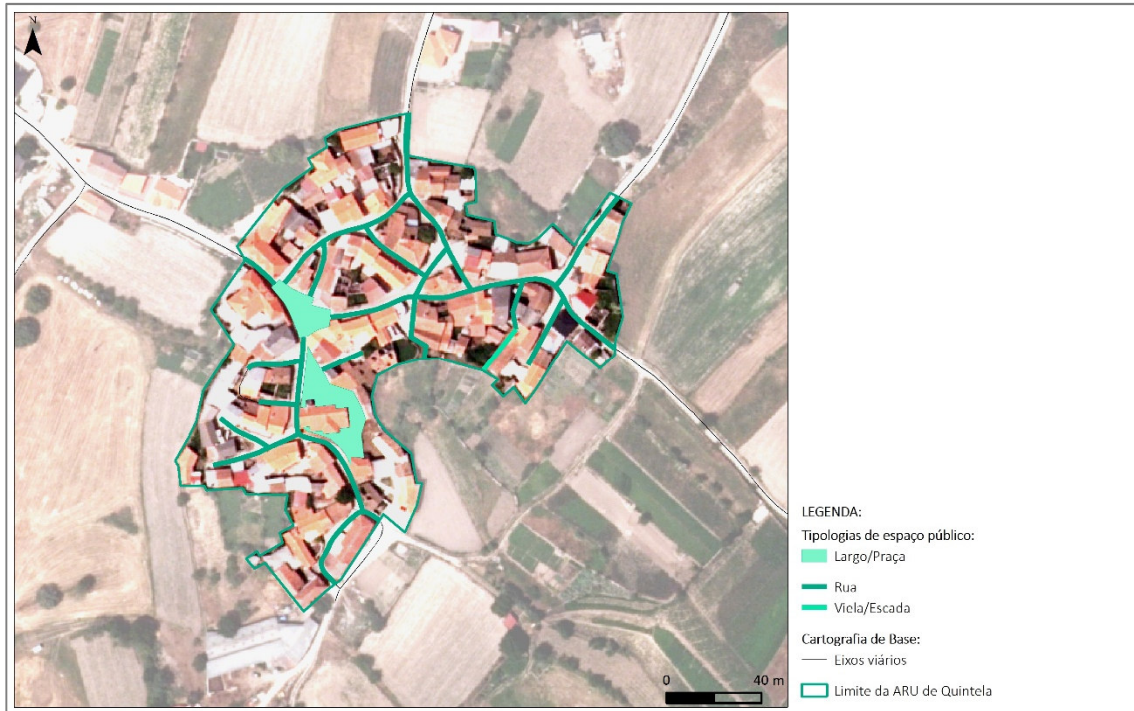 N
LEGENDA:
Tipologias de espaço público:
Largo/Praça
Rua
Viela/Escada
Cartografia de Base:
Eixos viários
Limite da ARU de Quintela
0 40 m